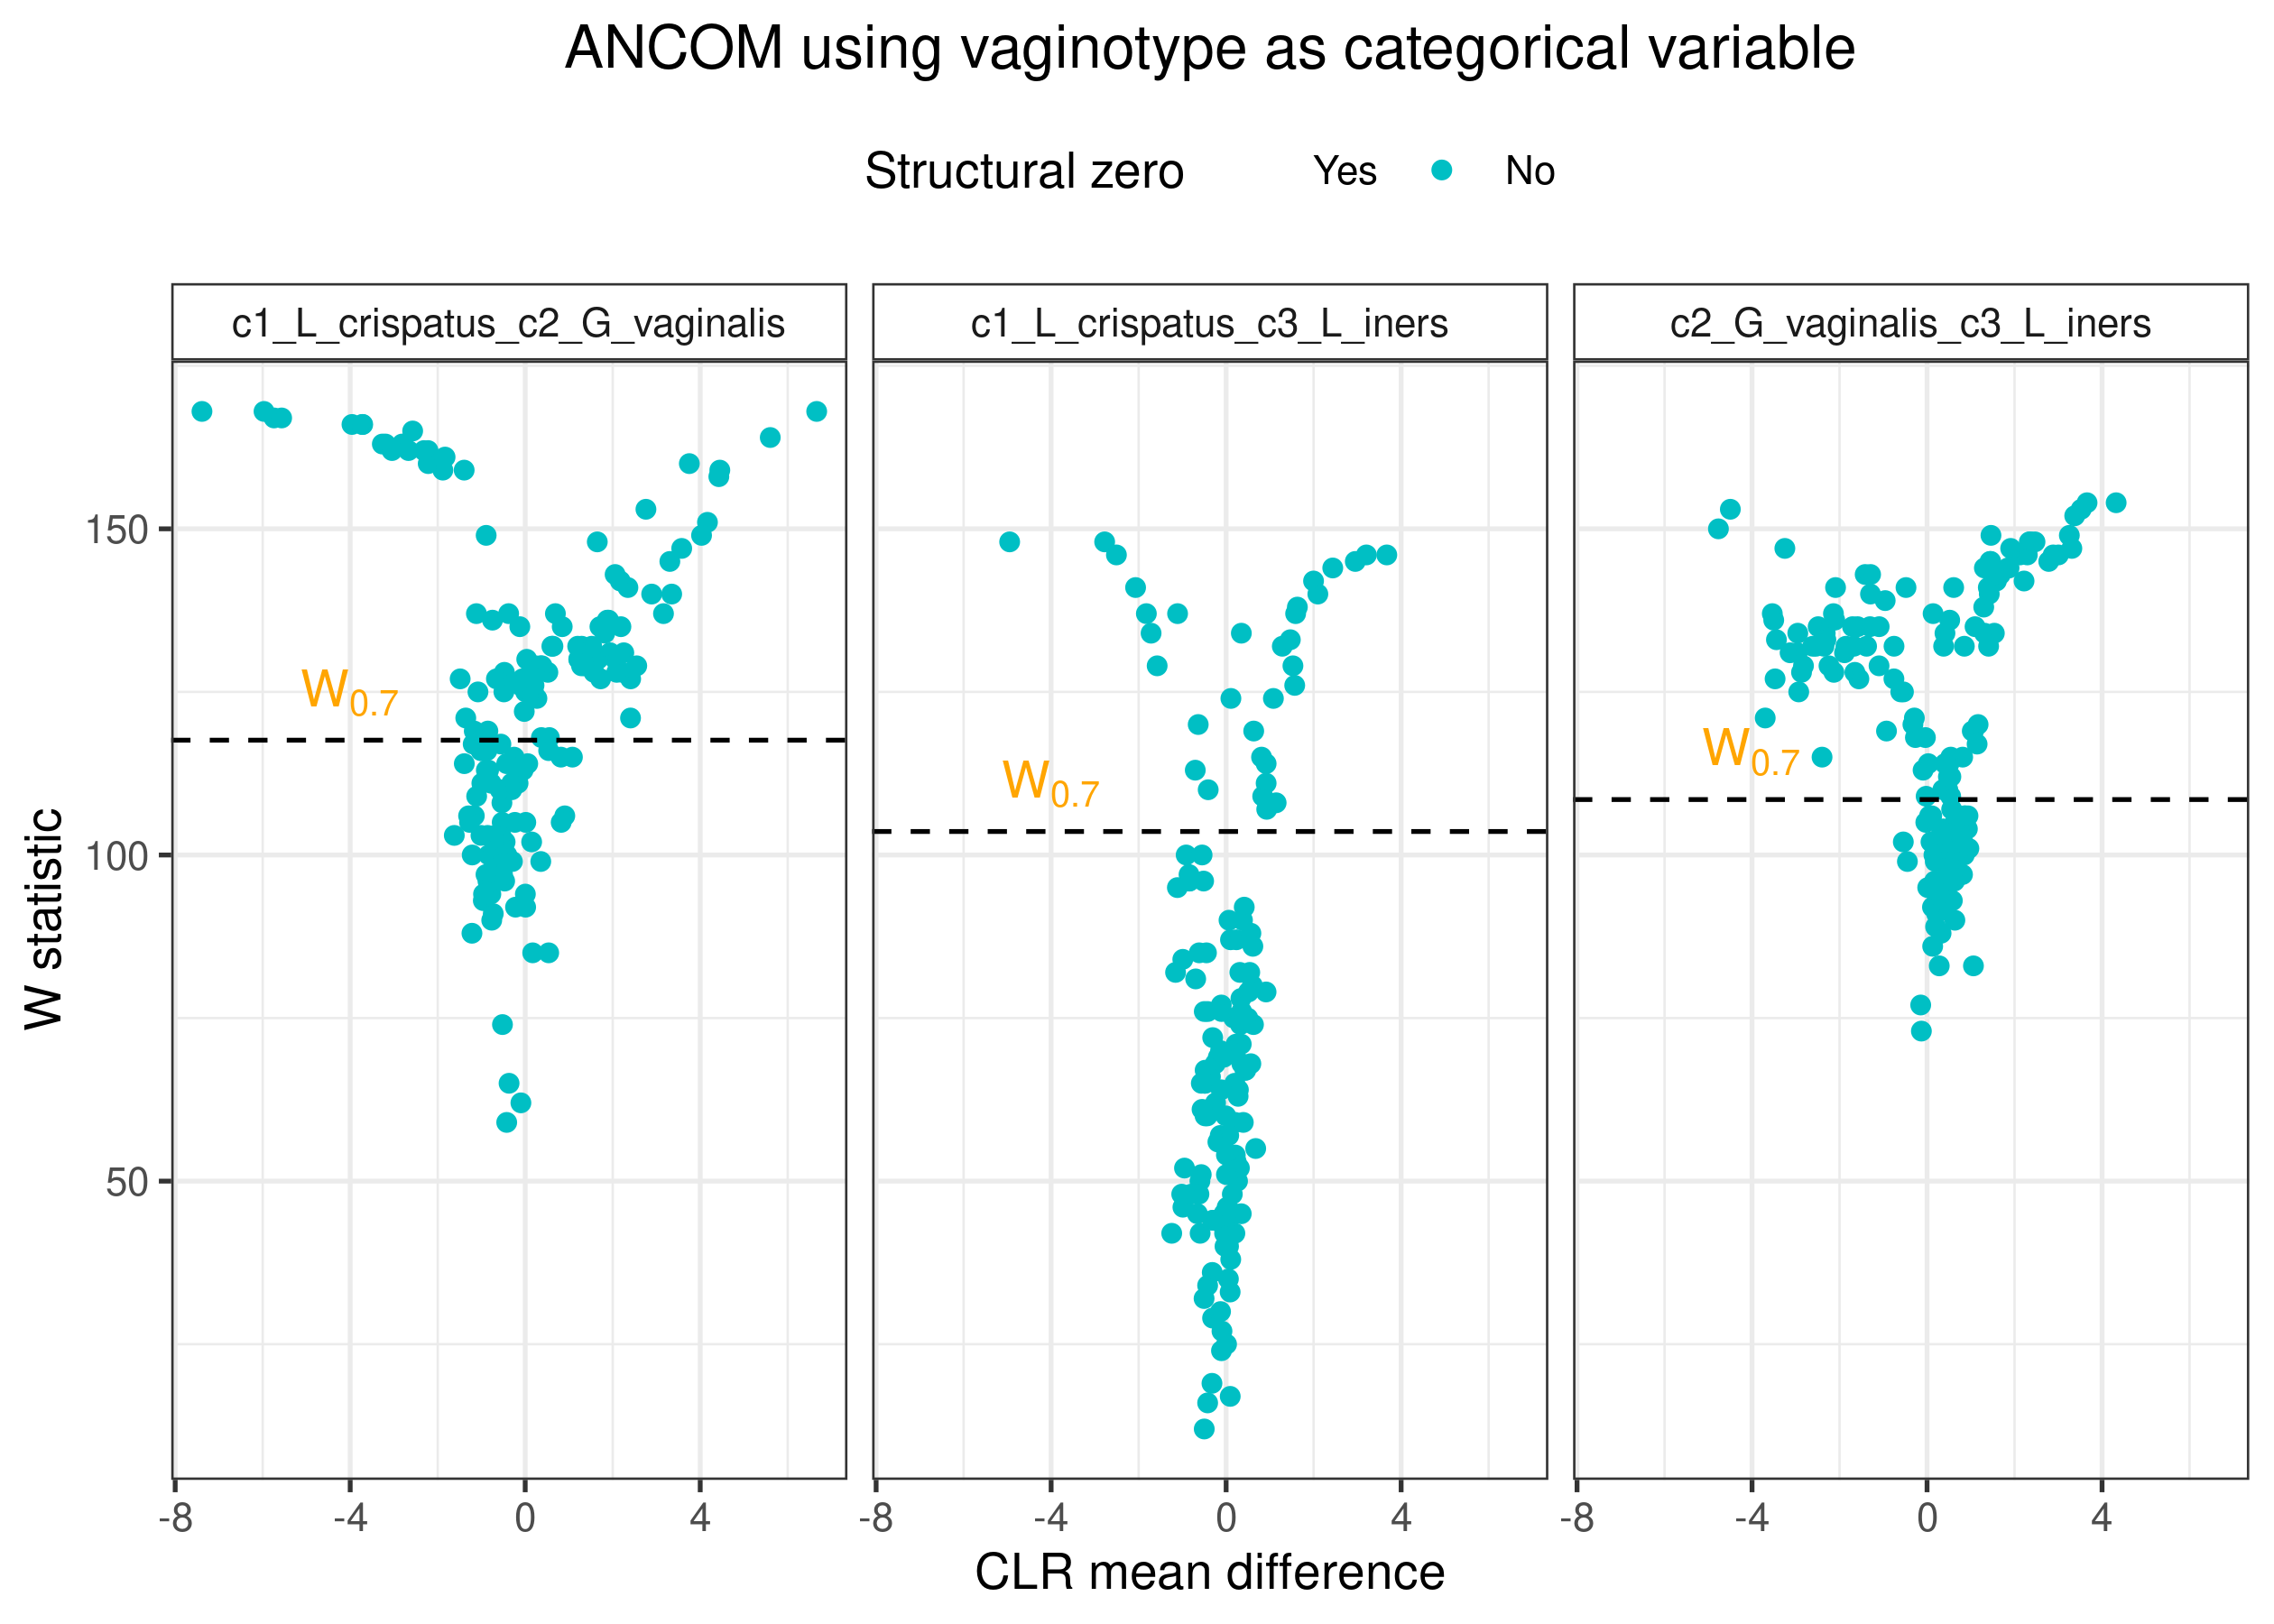 ANCOM using vaginotype as categorical variable
Structural zero Yes No
c1_L_crispatus_c2_G_vaginalis c1_L_crispatus_c3_L_iners c2_G_vaginalis_c3_L_iners
150
W0.7
W0.7
W0.7
100
50
W statistic
-8 -4 0 4 -8 -4 0 4 -8 -4 0 4
CLR mean difference